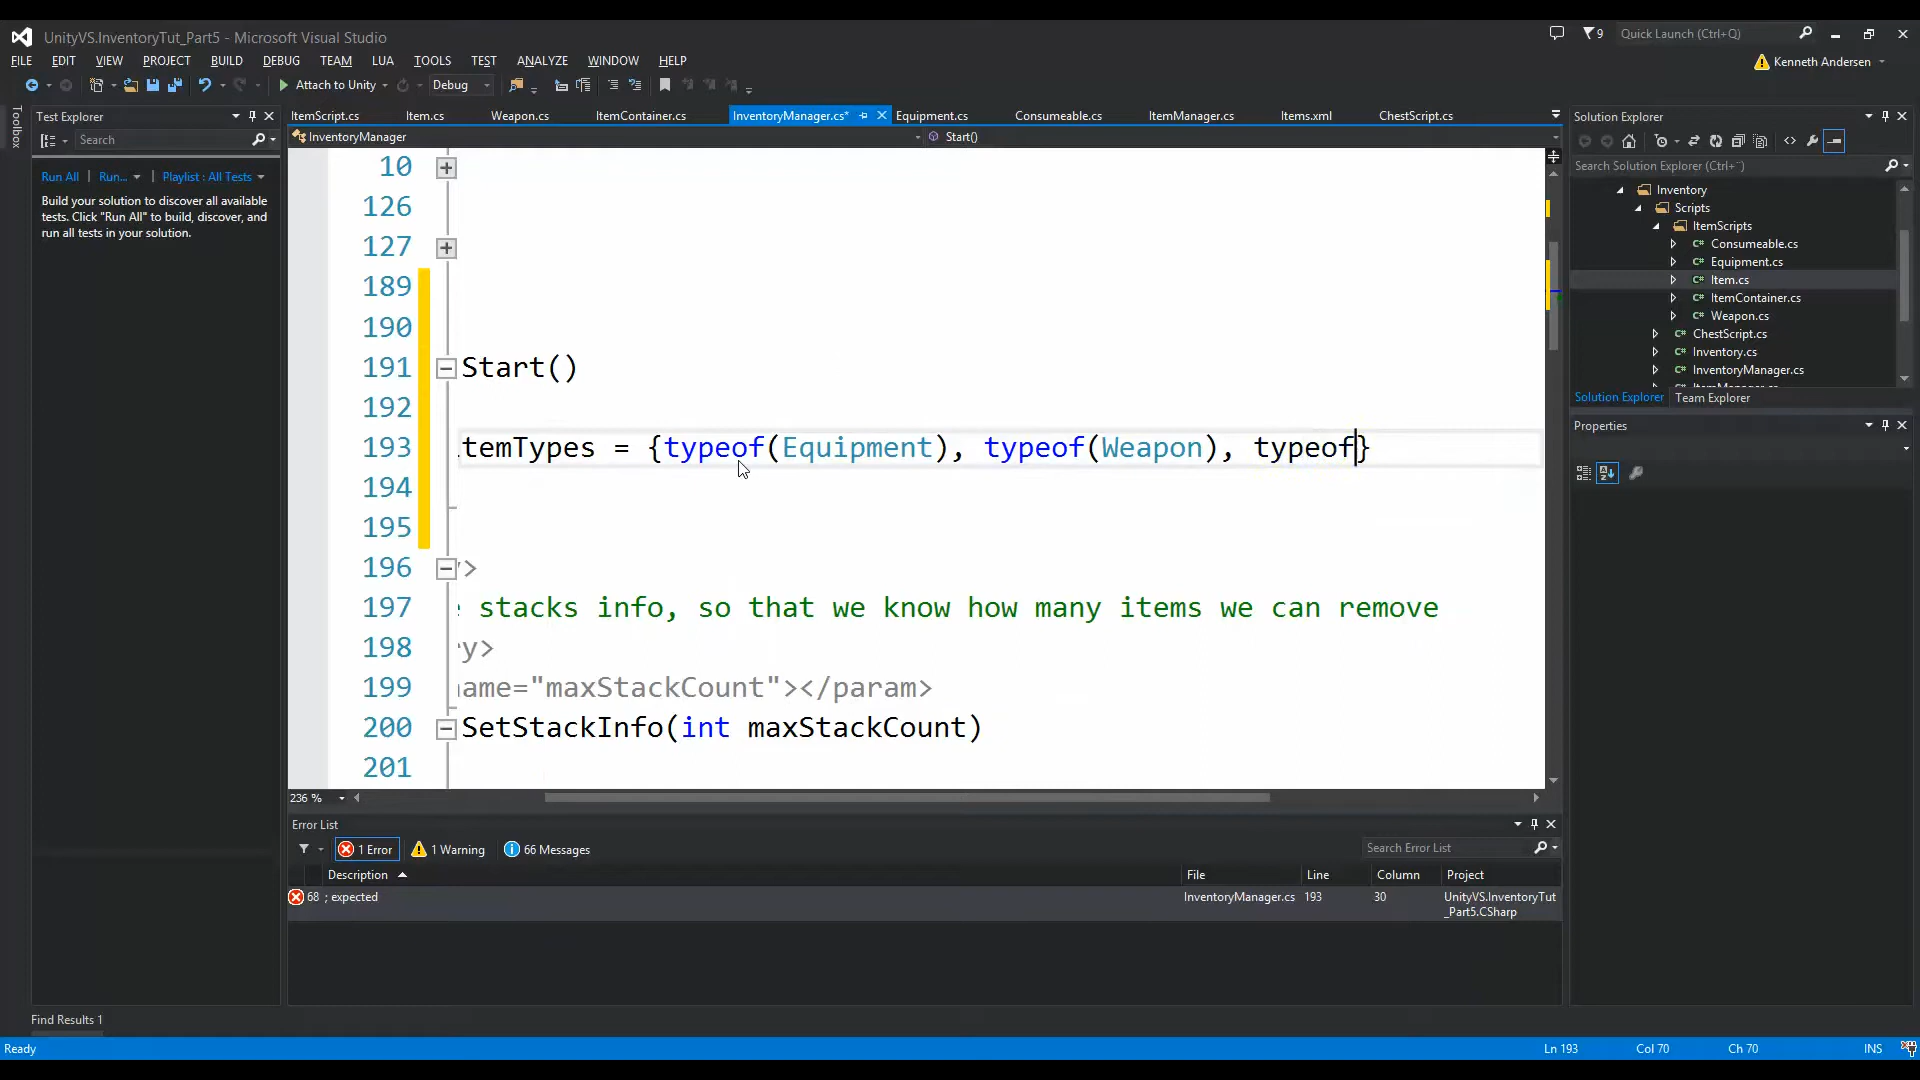 UnityVS.InventoryTut_Part5 - Microsoft Visual Studio
9
Quick Launch (Ctrl+Q)
FILE EDIT VIEW PROJECT BUILD DEBUG TEAM LUA TOOLS TEST ANALYZE WINDOW HELP
Kenneth Andersen
Attach to Unity Debug
Toolbox
Test Explorer
Search
Run All Run... Playlist : All Tests
Build your solution to discover all available
tests. Click "Run All" to build, discover, and
run all tests in your solution.
ItemScript.cs Item.cs Weapon.cs ItemContainer.cs InventoryManager.cs* Equipment.cs Consumeable.cs ItemManager.cs Items.xml ChestScript.cs
InventoryManager Start()
10
126
127
189
190
191 Start()
192
193 temTypes = {typeof(Equipment), typeof(Weapon), typeof}
194
195
196 >
197 stacks info, so that we know how many items we can remove
198 y>
199 name="maxStackCount"></param>
200 SetStackInfo(int maxStackCount)
201
236 %
Error List
1 Error 1 Warning 66 Messages
Search Error List
Description File Line Column Project
68 ; expected InventoryManager.cs 193 30 UnityVS.InventoryTut
_Part5.CSharp
Solution Explorer
Search Solution Explorer (Ctrl+¨)
Inventory
Scripts
ItemScripts
Consumeable.cs
Equipment.cs
Item.cs
ItemContainer.cs
Weapon.cs
ChestScript.cs
Inventory.cs
InventoryManager.cs
ItemManager.cs
Solution Explorer Team Explorer
Properties
Find Results 1
Ready Ln 193 Col 70 Ch 70 INS